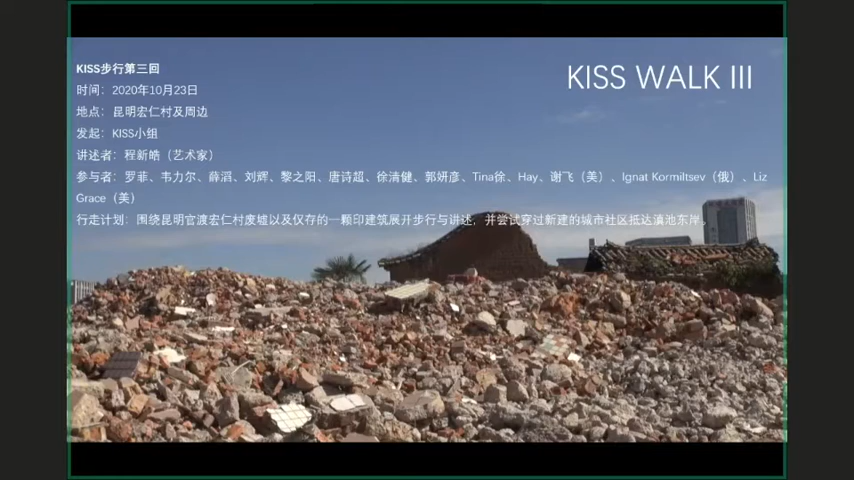 KISS步行第三回
KISS WALK III
时间：2020年10月23日
地点：昆明宏仁村及周边
发起：KISS小组
讲述者：程新皓（艺术家）
参与者：罗菲、韦力尔、薛滔、刘辉、黎之阳、唐诗超、徐清健、郭妍彦、Tina徐、Hay、谢飞（美）、Ignat Kormiltsev（俄）、Liz
Grace（美）
行走计划：围绕昆明官渡宏仁村废墟以及仅存的一颗印建筑展开步行与讲述，并尝试穿过新建的城市社区抵达滇池东岸。